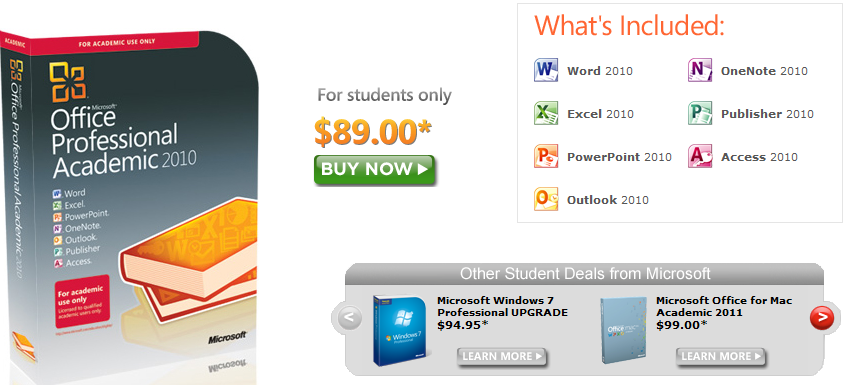 ACADEMIC
FOR ACADEMIC USE ONLY
Office Professional Academic 2010
Microsoft
Office
Professional
Academic 2010
Word
Excel.
PowerPoint.
OneNote.
Outlook.
Publisher
Access.
For academic
use only
Licensed to qualified
academic users only.
Microsoft
For students only
$89.00*
BUY NOW
What's Included:
Word 2010
OneNote 2010
Excel 2010
Publisher 2010
PowerPoint 2010
Access 2010
Outlook 2010
Other Student Deals from Microsoft
Windows 7
Microsoft Windows 7
Professional UPGRADE
$94.95*
LEARN MORE
Office
Microsoft Office for Mac
Academic 2011
$99.00*
LEARN MORE